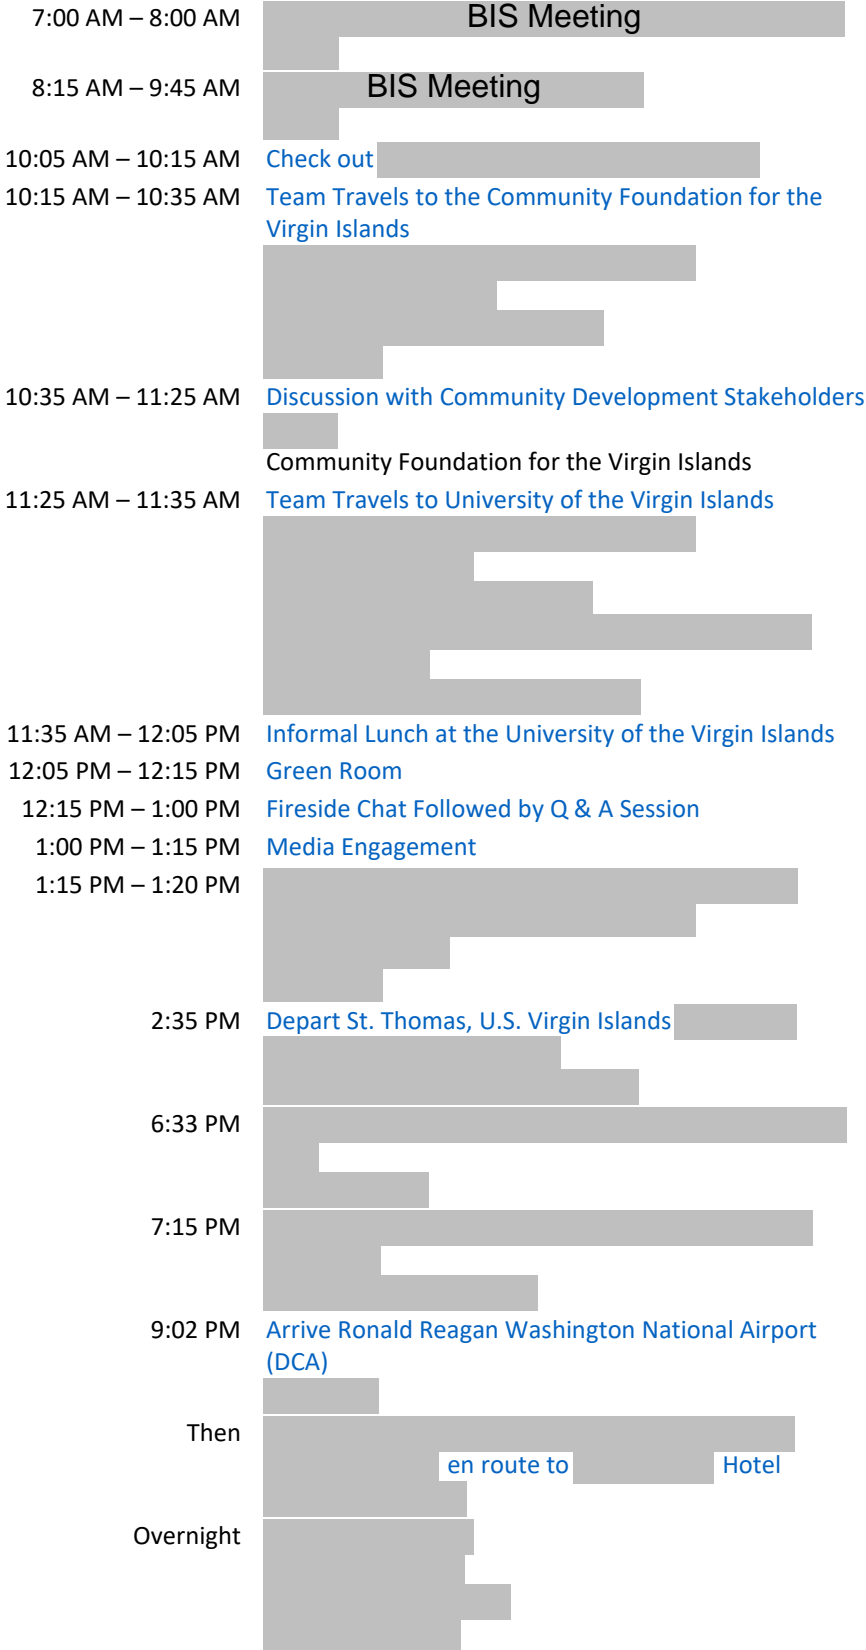 7:00 AM – 8:00 AM BIS Meeting
8:15 AM – 9:45 AM BIS Meeting
10:05 AM – 10:15 AM Check out
10:15 AM – 10:35 AM Team Travels to the Community Foundation for the
Virgin Islands
10:35 AM – 11:25 AM Discussion with Community Development Stakeholders
Community Foundation for the Virgin Islands
11:25 AM – 11:35 AM Team Travels to University of the Virgin Islands
11:35 AM – 12:05 PM Informal Lunch at the University of the Virgin Islands
12:05 PM – 12:15 PM Green Room
12:15 PM – 1:00 PM Fireside Chat Followed by Q & A Session
1:00 PM – 1:15 PM Media Engagement
1:15 PM – 1:20 PM
2:35 PM Depart St. Thomas, U.S. Virgin Islands
6:33 PM
7:15 PM
9:02 PM Arrive Ronald Reagan Washington National Airport
(DCA)
Then
en route to Hotel
Overnight